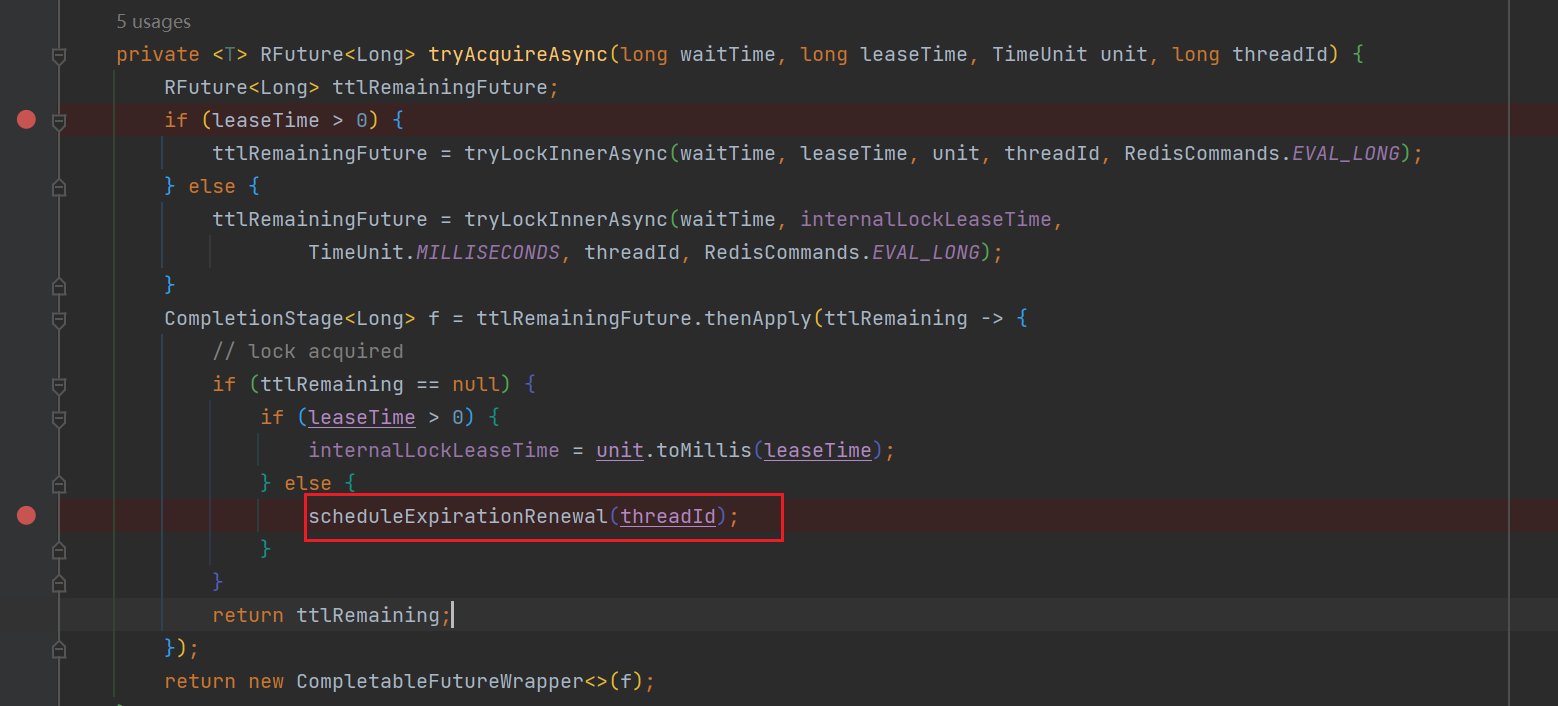 5 usages
private <T> RFuture<Long> tryAcquireAsync(long waitTime, long leaseTime, TimeUnit unit, long threadId) {
RFuture<Long> ttlRemainingFuture;
if (leaseTime > 0) {
ttlRemainingFuture = tryLockInnerAsync(waitTime, leaseTime, unit, threadId, RedisCommands.EVAL_LONG);
} else {
ttlRemainingFuture = tryLockInnerAsync(waitTime, internalLockLeaseTime,
TimeUnit.MILLISECONDS, threadId, RedisCommands.EVAL_LONG);
}
CompletionStage<Long> f = ttlRemainingFuture.thenApply(ttlRemaining -> {
// lock acquired
if (ttlRemaining == null) {
if (leaseTime > 0) {
internalLockLeaseTime = unit.toMillis(leaseTime);
} else {
scheduleExpirationRenewal(threadId);
}
}
return ttlRemaining;
});
return new CompletableFutureWrapper<>(f);